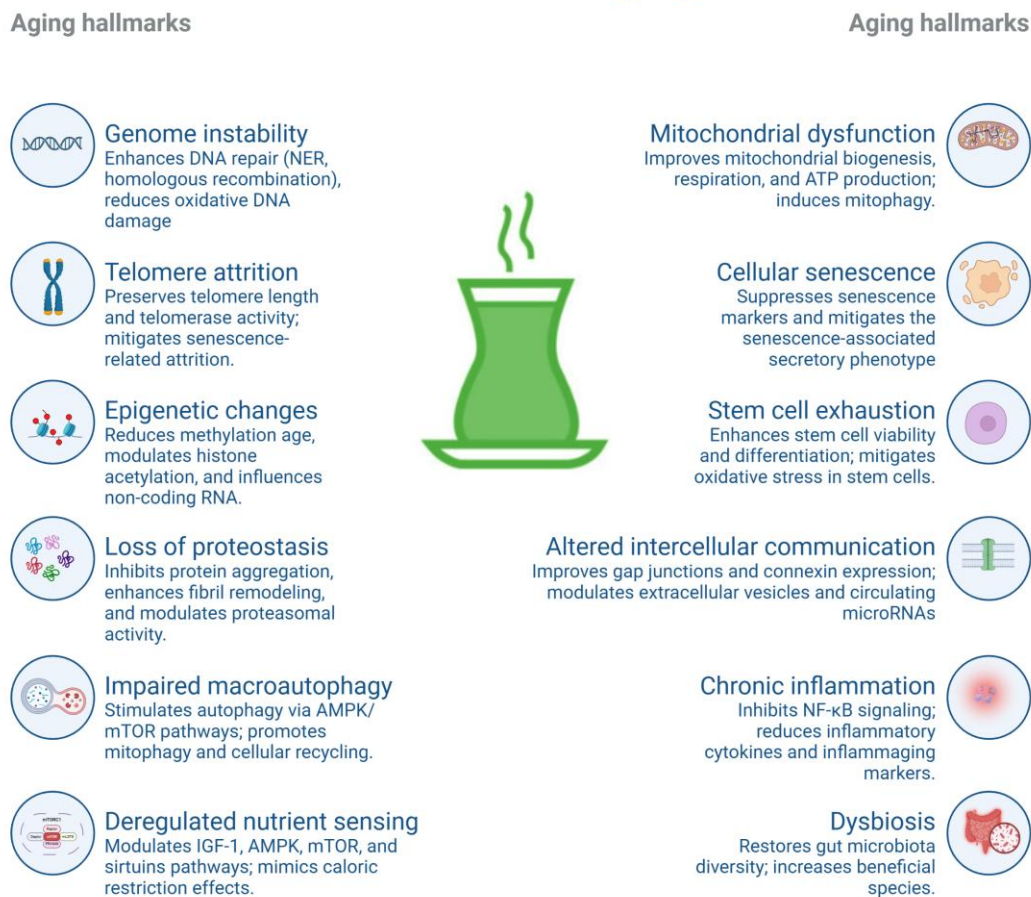 Aging hallmarks
Genome instability
Enhances DNA repair (NER,
homologous recombination),
reduces oxidative DNA
damage
Telomere attrition
Preserves telomere length
and telomerase activity;
mitigates senescence-
related attrition.
Epigenetic changes
Reduces methylation age,
modulates histone
acetylation, and influences
non-coding RNA.
Loss of proteostasis
Inhibits protein aggregation,
enhances fibril remodeling,
and modulates proteasomal
activity.
Impaired macroautophagy
Stimulates autophagy via AMPK/
mTOR pathways; promotes
mitophagy and cellular recycling.
mTORC1
Deregulated nutrient sensing
Modulates IGF-1, AMPK, mTOR, and
sirtuins pathways; mimics caloric
restriction effects.
Aging hallmarks
Mitochondrial dysfunction
Improves mitochondrial biogenesis,
respiration, and ATP production;
induces mitophagy.
Cellular senescence
Suppresses senescence
markers and mitigates the
senescence-associated
secretory phenotype
Stem cell exhaustion
Enhances stem cell viability
and differentiation; mitigates
oxidative stress in stem cells.
Altered intercellular communication
Improves gap junctions and connexin expression;
modulates extracellular vesicles and circulating
microRNAs
Chronic inflammation
Inhibits NF-κB signaling;
reduces inflammatory
cytokines and inflammaging
markers.
Dysbiosis
Restores gut microbiota
diversity; increases beneficial
species.